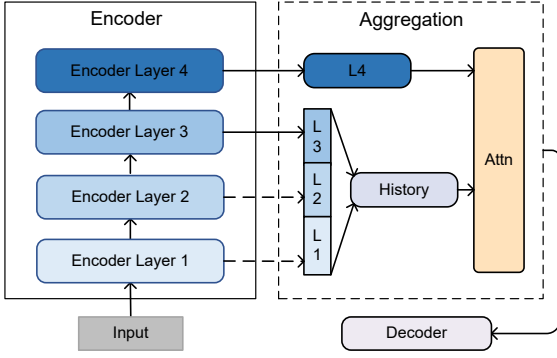 Encoder
Aggregation
Encoder Layer 4
L4
Encoder Layer 3
L
3
Encoder Layer 2
L
2
History
Attn
Encoder Layer 1
L
1
Input
Decoder